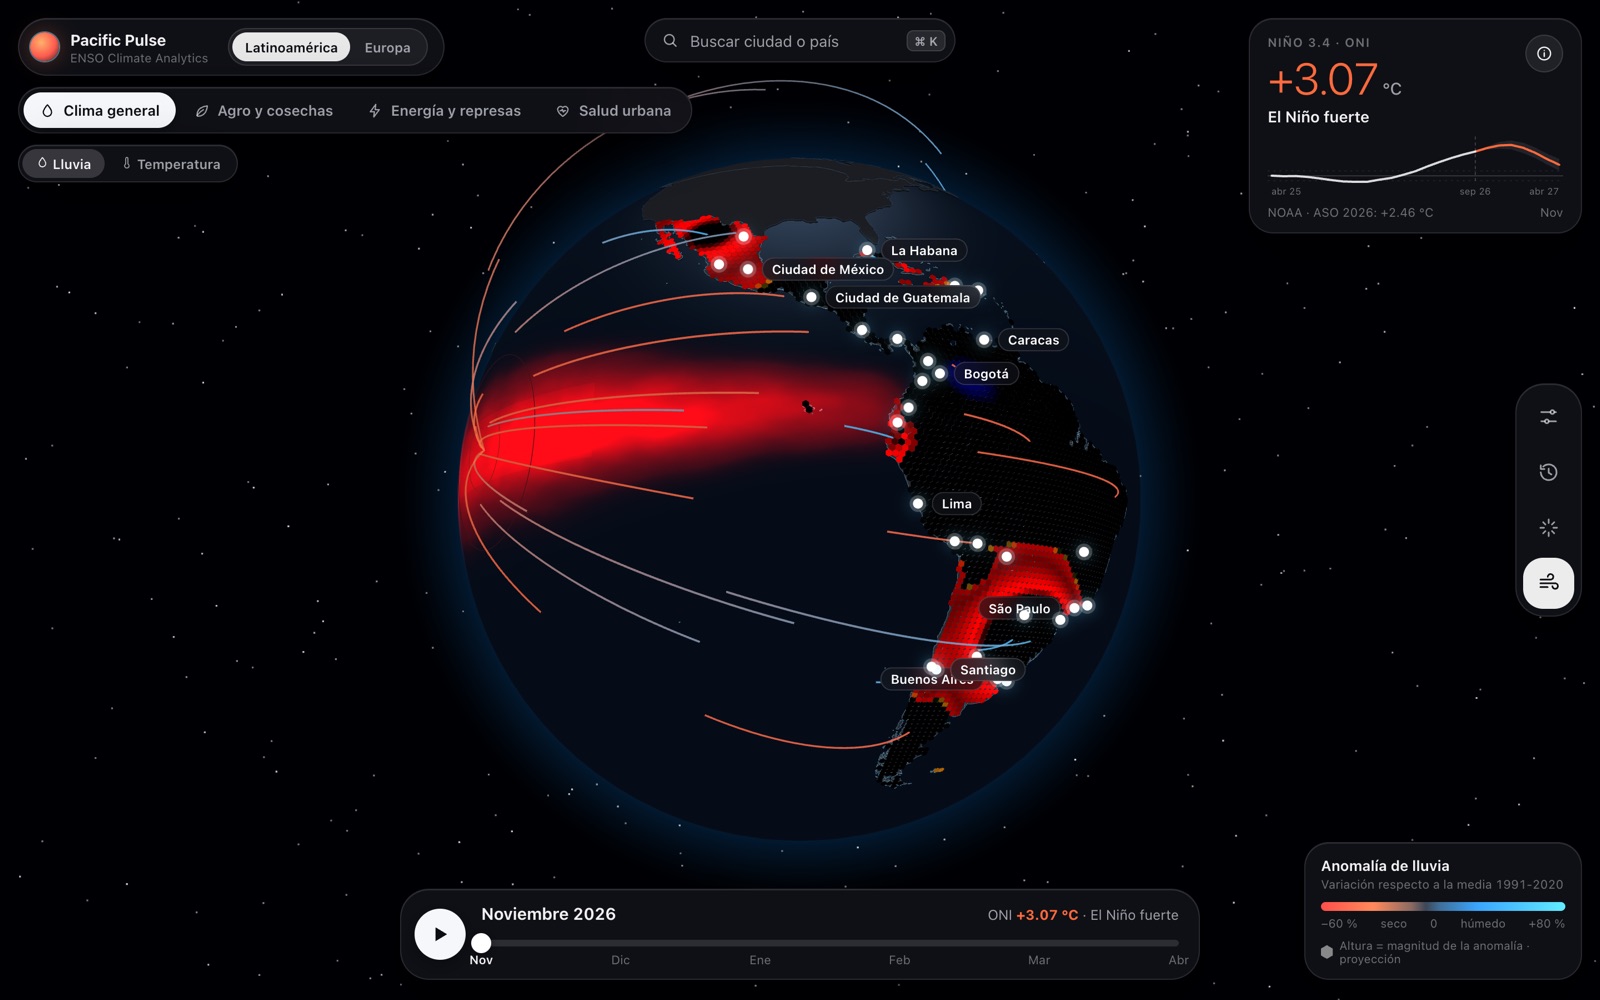 Pacific Pulse
ENSO Climate Analytics
Latinoamérica
Europa
Buscar ciudad o país
⌘ K
NIÑO 3.4 · ONI
+3.07 °C
El Niño fuerte
abr 25
sep 26
abr 27
NOAA · ASO 2026: +2.46 °C
Nov
Clima general
Agro y cosechas
Energía y represas
Salud urbana
Lluvia
Temperatura
La Habana
Ciudad de México
Ciudad de Guatemala
Caracas
Bogotá
Lima
São Paulo
Santiago
Buenos Aires
Anomalía de lluvia
Variación respecto a la media 1991-2020
−60 %
seco
0
húmedo
+80 %
Altura = magnitud de la anomalía ·
proyección
Noviembre 2026
ONI +3.07 °C · El Niño fuerte
Nov
Dic
Ene
Feb
Mar
Abr